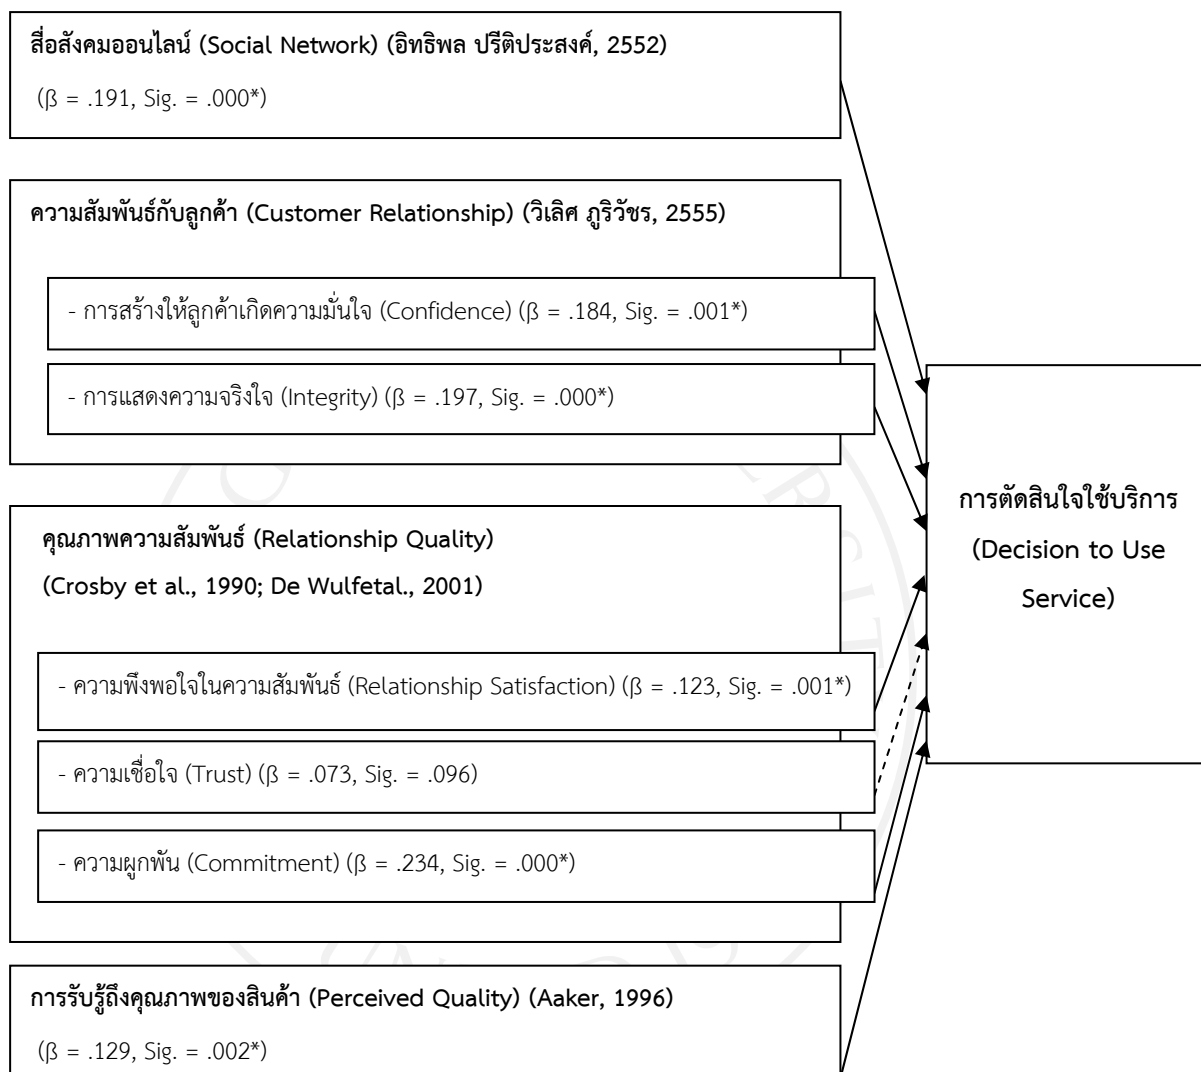 สื่อสังคมออนไลน์ (Social Network) (อิทธิพล ปรีติประสงค์, 2552)
(ß = .191, Sig. = .000*)
ความสัมพันธ์กับลูกค้า (Customer Relationship) (วิเลิศ ภูริวัชร, 2555)
- การสร้างให้ลูกค้าเกิดความมั่นใจ (Confidence) (ß = .184, Sig. = .001*)
- การแสดงความจริงใจ (Integrity) (ß = .197, Sig. = .000*)
คุณภาพความสัมพันธ์ (Relationship Quality)
(Crosby et al., 1990; De Wulfetal., 2001)
- ความพึงพอใจในความสัมพันธ์ (Relationship Satisfaction) (ß = .123, Sig. = .001*)
- ความเชื่อใจ (Trust) (ß = .073, Sig. = .096)
- ความผูกพัน (Commitment) (ß = .234, Sig. = .000*)
การรับรู้ถึงคุณภาพของสินค้า (Perceived Quality) (Aaker, 1996)
(ß = .129, Sig. = .002*)
การตัดสินใจใช้บริการ
(Decision to Use
Service)